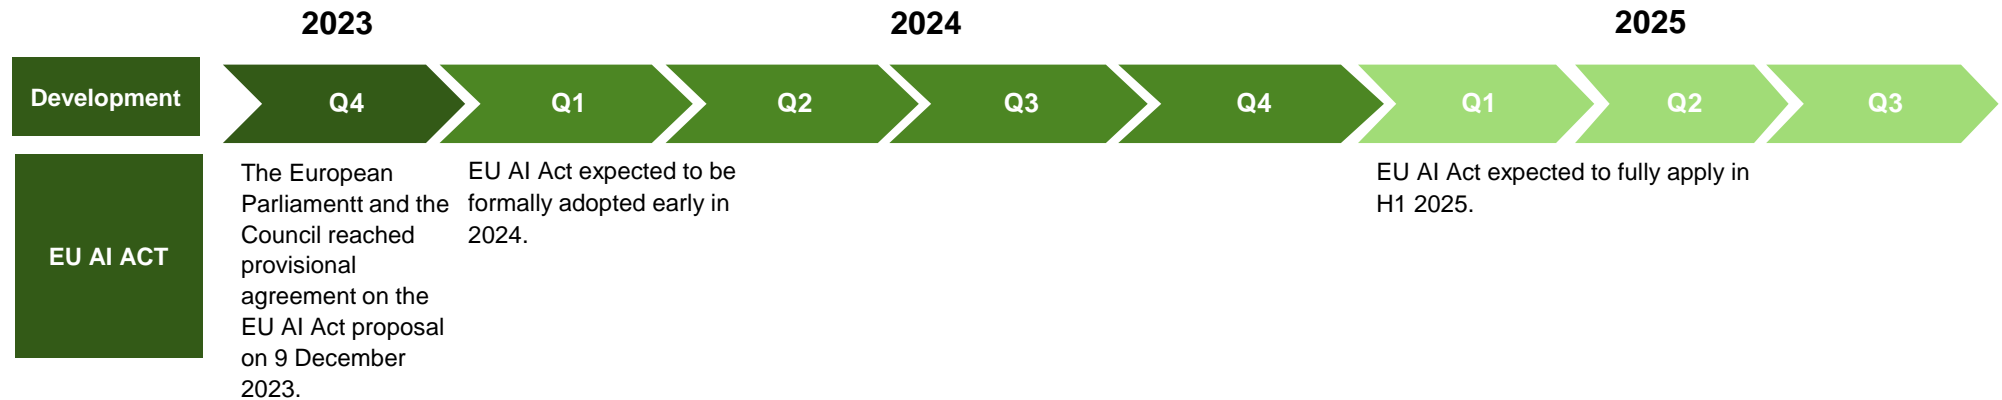 2023
2024
2025
Development
Q4
Q1
Q2
Q3
Q4
Q1
Q2
Q3
EU AI ACT
The European
Parliamentt and the
Council reached
provisional
agreement on the
EU AI Act proposal
on 9 December
2023.
EU AI Act expected to be
formally adopted early in
2024.
EU AI Act expected to fully apply in
H1 2025.